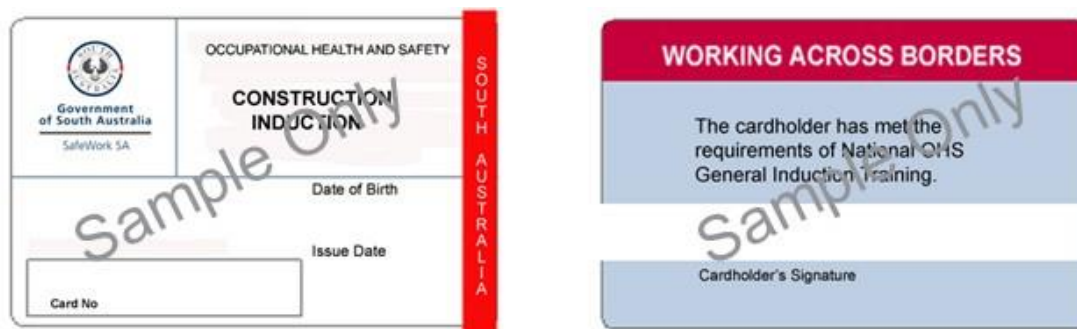 Government
of South Australia
SafeWork SA
OCCUPATIONAL HEALTH AND SAFETY
CONSTRUCTION
INDUCTION
Date of Birth
Issue Date
Card No
SOUTH AUSTRALIA
Sample Only
WORKING ACROSS BORDERS
The cardholder has met the
requirements of National OHS
General Induction Training.
Cardholder's Signature
Sample Only